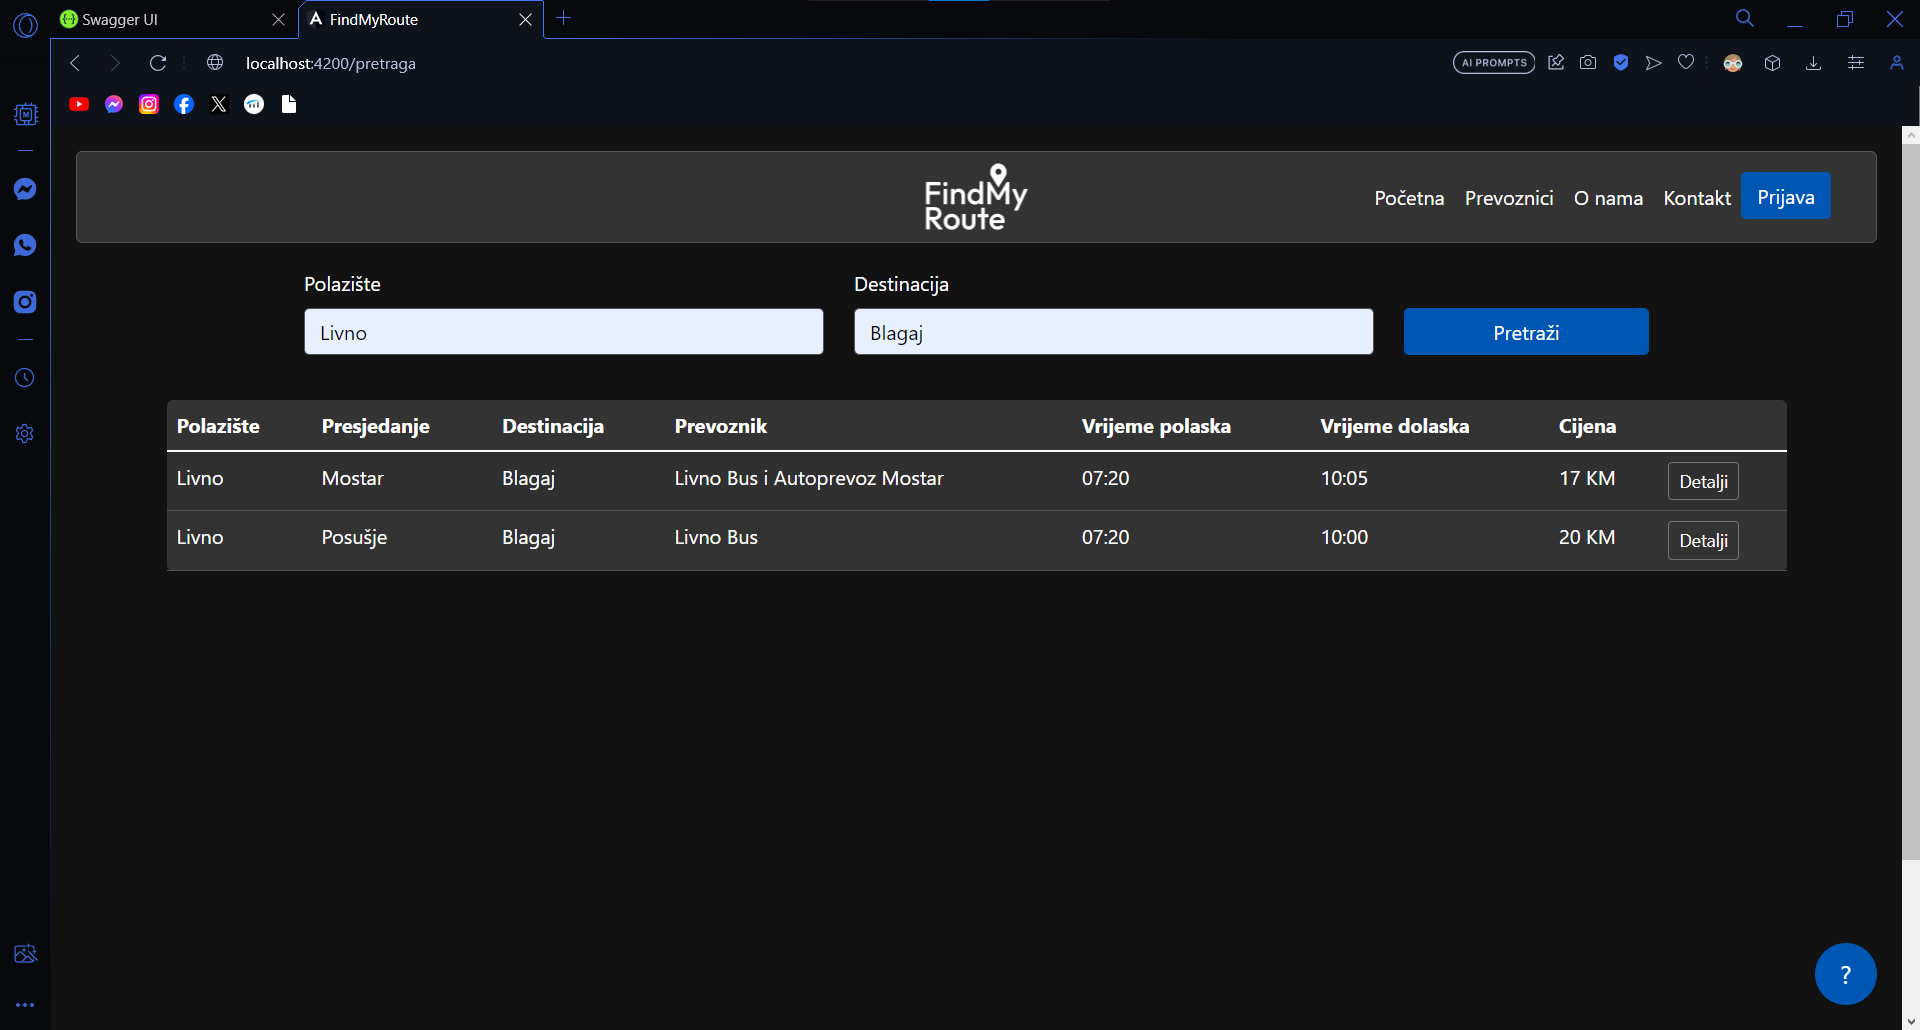 Swagger UI
FindMyRoute
localhost:4200/pretraga
AI PROMPTS
FindMy
Route
Početna Prevoznici O nama Kontakt Prijava
Polazište Destinacija
Livno Blagaj Pretraži
Polazište Presjedanje Destinacija Prevoznik Vrijeme polaska Vrijeme dolaska Cijena
Livno Mostar Blagaj Livno Bus i Autoprevoz Mostar 07:20 10:05 17 KM Detalji
Livno Posušje Blagaj Livno Bus 07:20 10:00 20 KM Detalji
?